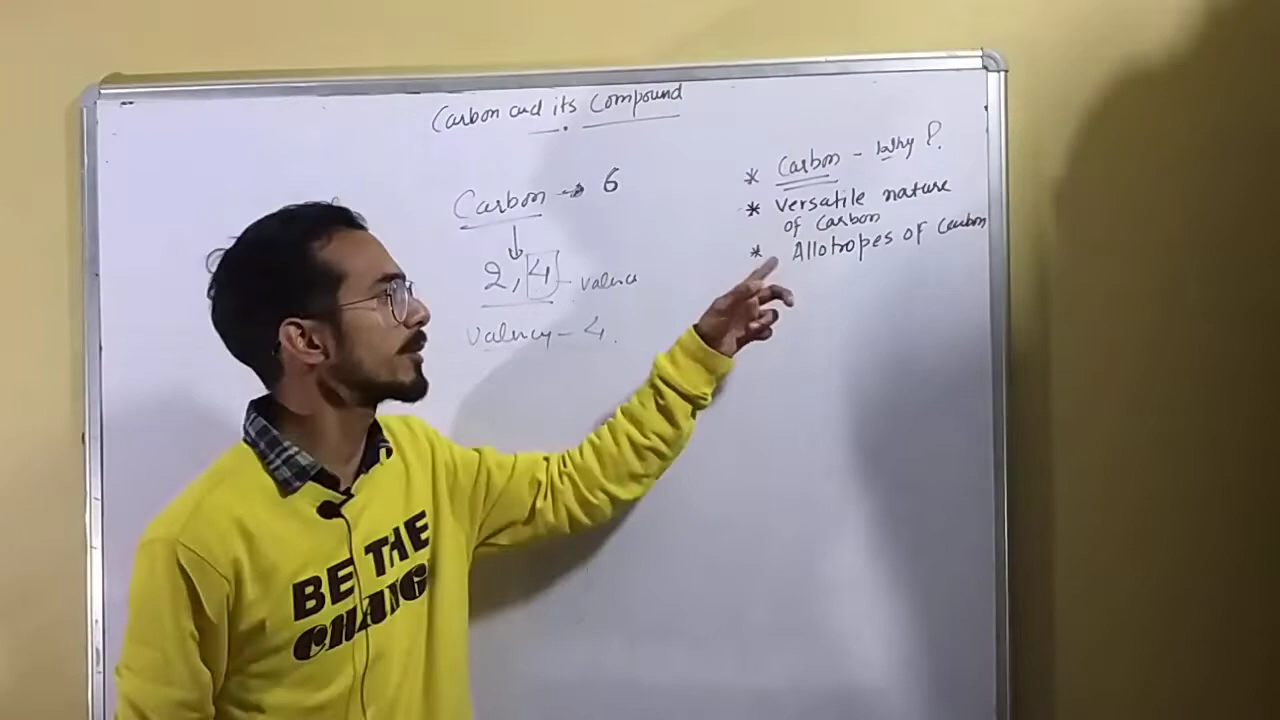 Carbon and its Compound
Carbon → 6
2, 4 - valence
Valency - 4.
* Carbon - Why ?
* Versatile nature
of Carbon
* Allotropes of Carbon
BE THE
CHANGE